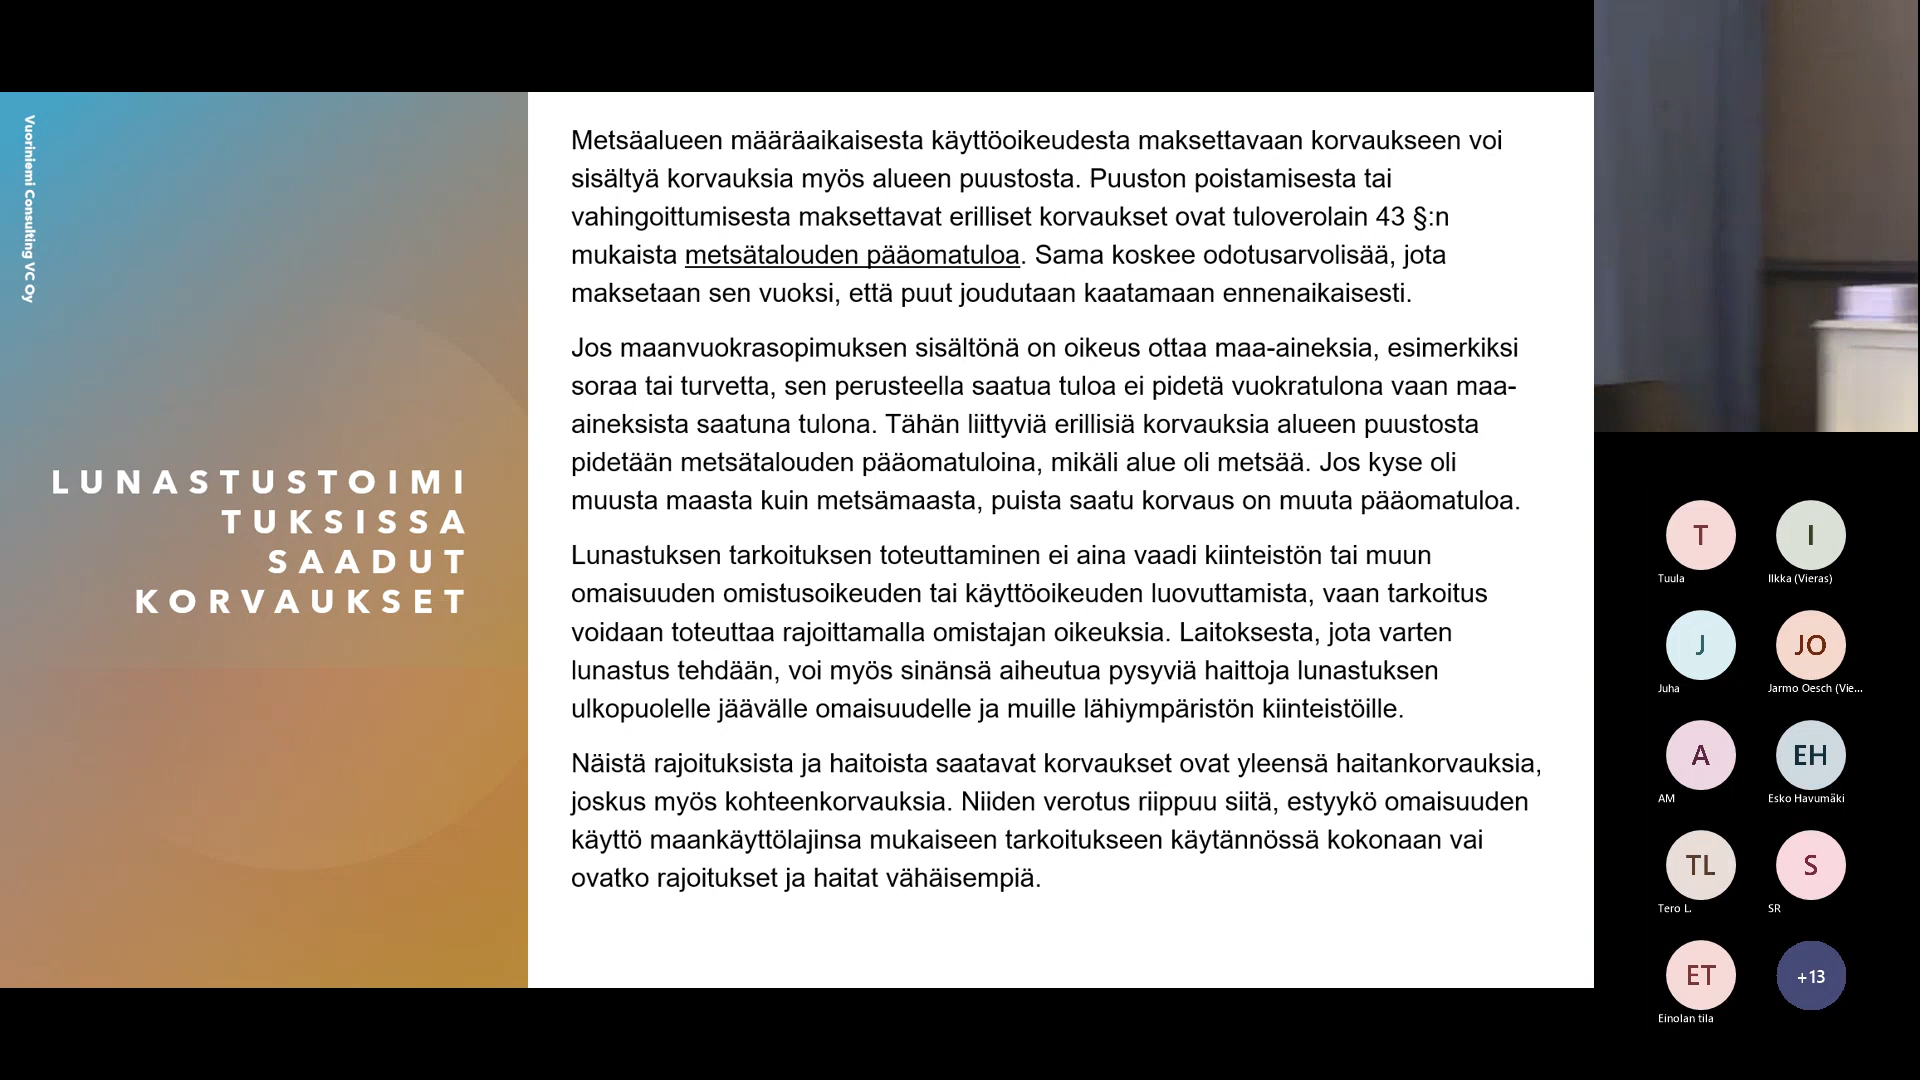 Vuoriniemi Consulting VC Oy
LUNASTUSTOIMI
TUKSISSA
SAADUT
KORVAUKSET
Metsäalueen määräaikaisesta käyttöoikeudesta maksettavaan korvaukseen voi
sisältyä korvauksia myös alueen puustosta. Puuston poistamisesta tai
vahingoittumisesta maksettavat erilliset korvaukset ovat tuloverolain 43 §:n
mukaista metsätalouden pääomatuloa. Sama koskee odotusarvolisää, jota
maksetaan sen vuoksi, että puut joudutaan kaatamaan ennenaikaisesti.
Jos maanvuokrasopimuksen sisältönä on oikeus ottaa maa-aineksia, esimerkiksi
soraa tai turvetta, sen perusteella saatua tuloa ei pidetä vuokratulona vaan maa-
aineksista saatuna tulona. Tähän liittyviä erillisiä korvauksia alueen puustosta
pidetään metsätalouden pääomatuloina, mikäli alue oli metsää. Jos kyse oli
muusta maasta kuin metsämaasta, puista saatu korvaus on muuta pääomatuloa.
Lunastuksen tarkoituksen toteuttaminen ei aina vaadi kiinteistön tai muun
omaisuuden omistusoikeuden tai käyttöoikeuden luovuttamista, vaan tarkoitus
voidaan toteuttaa rajoittamalla omistajan oikeuksia. Laitoksesta, jota varten
lunastus tehdään, voi myös sinänsä aiheutua pysyviä haittoja lunastuksen
ulkopuolelle jäävälle omaisuudelle ja muille lähiympäristön kiinteistöille.
Näistä rajoituksista ja haitoista saatavat korvaukset ovat yleensä haitankorvauksia,
joskus myös kohteenkorvauksia. Niiden verotus riippuu siitä, estyykö omaisuuden
käyttö maankäyttölajinsa mukaiseen tarkoitukseen käytännössä kokonaan vai
ovatko rajoitukset ja haitat vähäisempiä.
T
Tuula
I
Ilkka (Vieras)
J
Juha
JO
Jarmo Oesch (Vie...
A
AM
EH
Esko Havumäki
TL
Tero L.
S
SR
ET
Einolan tila
+13